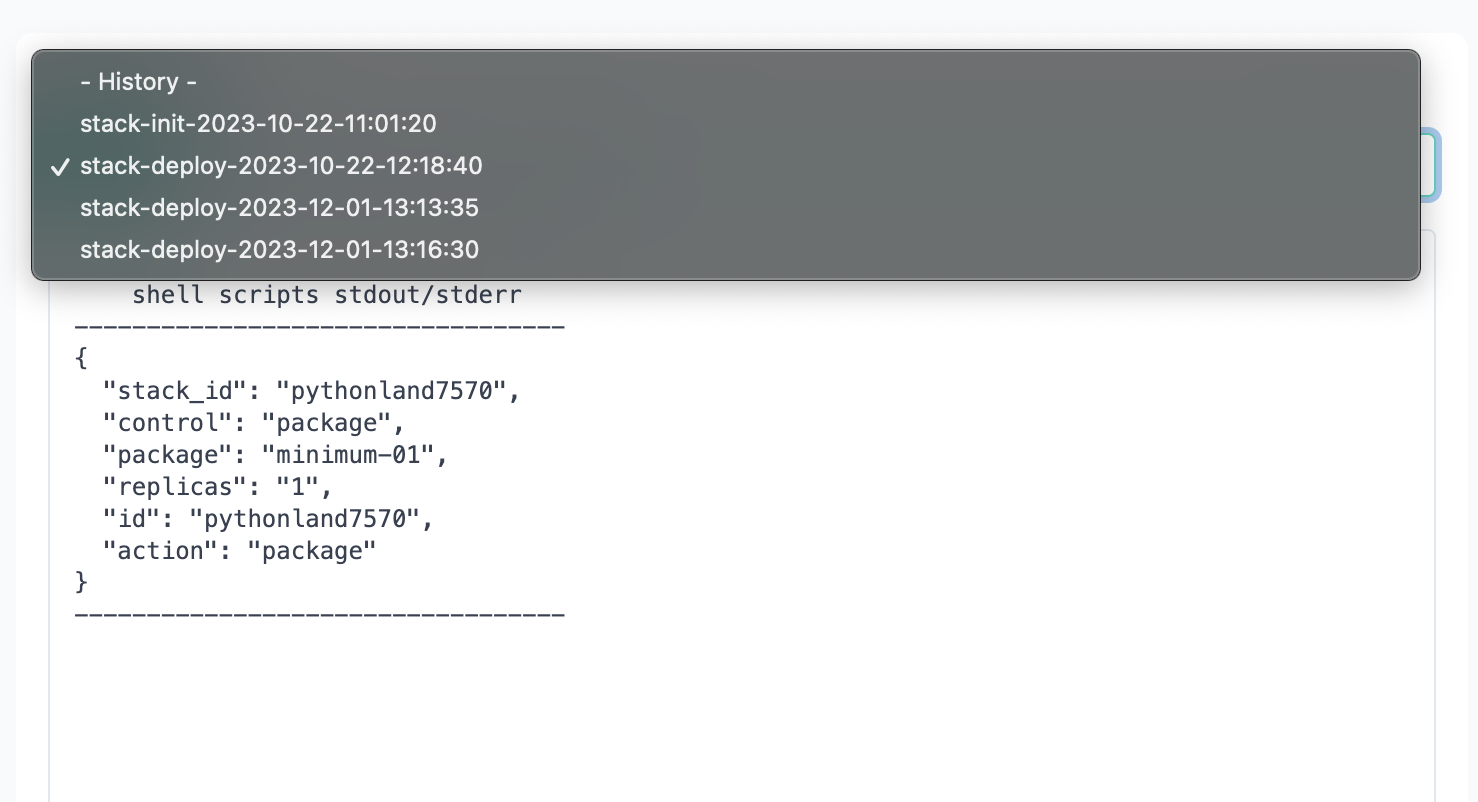 - History -
stack-init-2023-10-22-11:01:20
✓ stack-deploy-2023-10-22-12:18:40
stack-deploy-2023-12-01-13:13:35
stack-deploy-2023-12-01-13:16:30
shell scripts stdout/stderr
----------------------------------
{
  "stack_id": "pythonland7570",
  "control": "package",
  "package": "minimum-01",
  "replicas": "1",
  "id": "pythonland7570",
  "action": "package"
}
----------------------------------